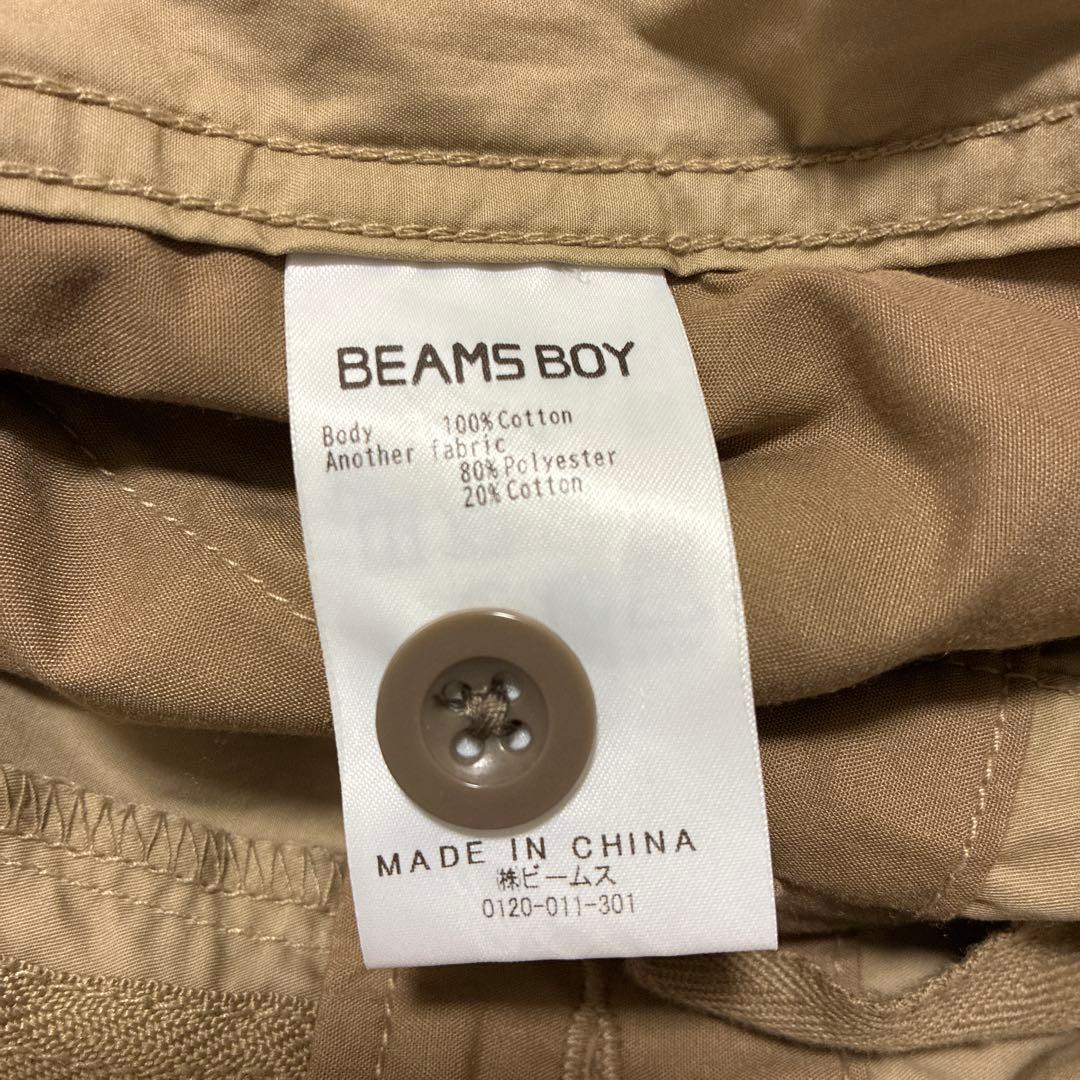 BEAMS BOY
Body 100%Cotton
Another fabric
80%Polyester
20%Cotton
MADE IN CHINA
㈱ビームス
0120-011-301